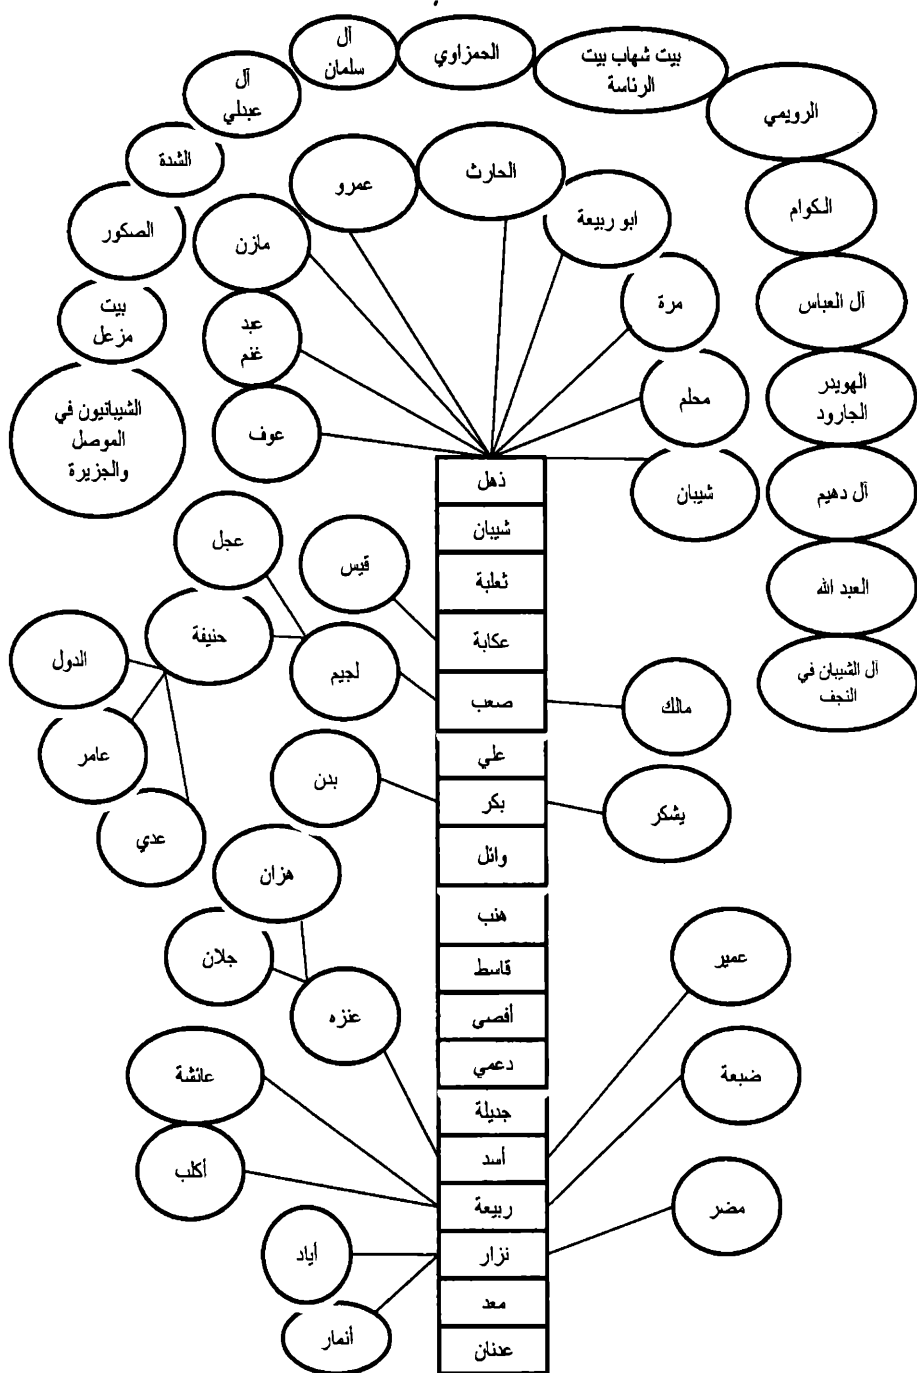 بيت شهاب بيت
الرئاسة
الحمزاوي
آل
سلمان
آل
عبدلي
الشدة
الصكور
بيت
مزعل
الشيبانيون في
الموصل
والجزيرة
الرويمي
الكوام
آل العباس
الهويدر
الجارود
آل دهيم
العبد الله
آل الشيبان في
النجف
شيبان
محلم
مرة
ابو ربيعة
الحارث
عمرو
مازن
عبد
غنم
عوف
ذهل
شيبان
ثعلبة
عكابة
قيس
صعب
مالك
لجيم
عجل
حنيفة
الدول
عامر
عدي
علي
بكر
يشكر
بدن
وائل
هنب
قاسط
أفصى
دعمي
جديلة
أسد
عمير
عنزه
هزان
جلان
ربيعة
ضبعة
عائشة
أكلب
نزار
مضر
أياد
أنمار
معد
عدنان